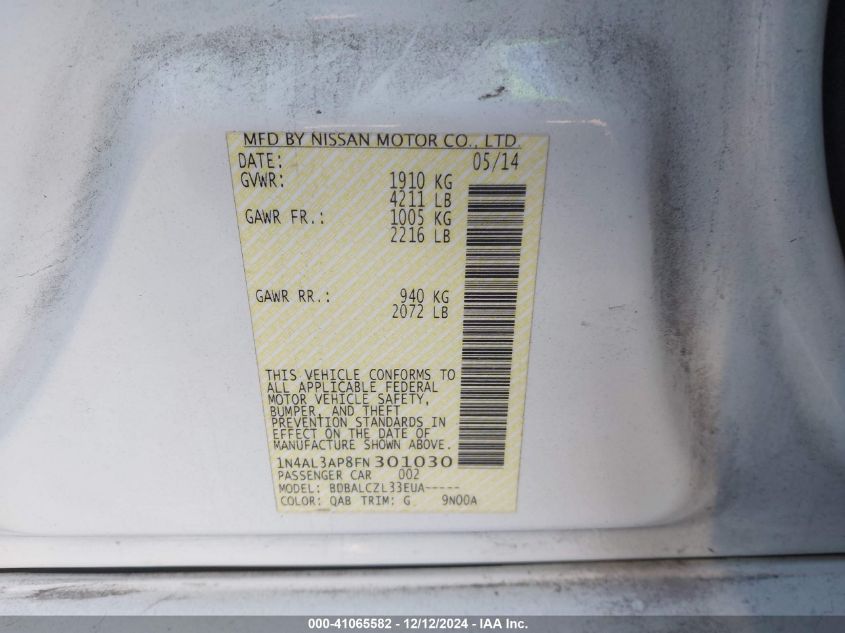 MFD BY NISSAN MOTOR CO., LTD.
DATE: 05/14
GVWR: 1910 KG
4211 LB
GAWR FR.: 1005 KG
2216 LB
GAWR RR.: 940 KG
2072 LB
THIS VEHICLE CONFORMS TO
ALL APPLICABLE FEDERAL
MOTOR VEHICLE SAFETY,
BUMPER, AND THEFT
PREVENTION STANDARDS IN
EFFECT ON THE DATE OF
MANUFACTURE SHOWN ABOVE.
1N4AL3AP8FN301030
PASSENGER CAR 002
MODEL: BDBALCZL33EUA-----
COLOR: QAB TRIM: G 9N00A
000-41065582 - 12/12/2024 - IAA Inc.